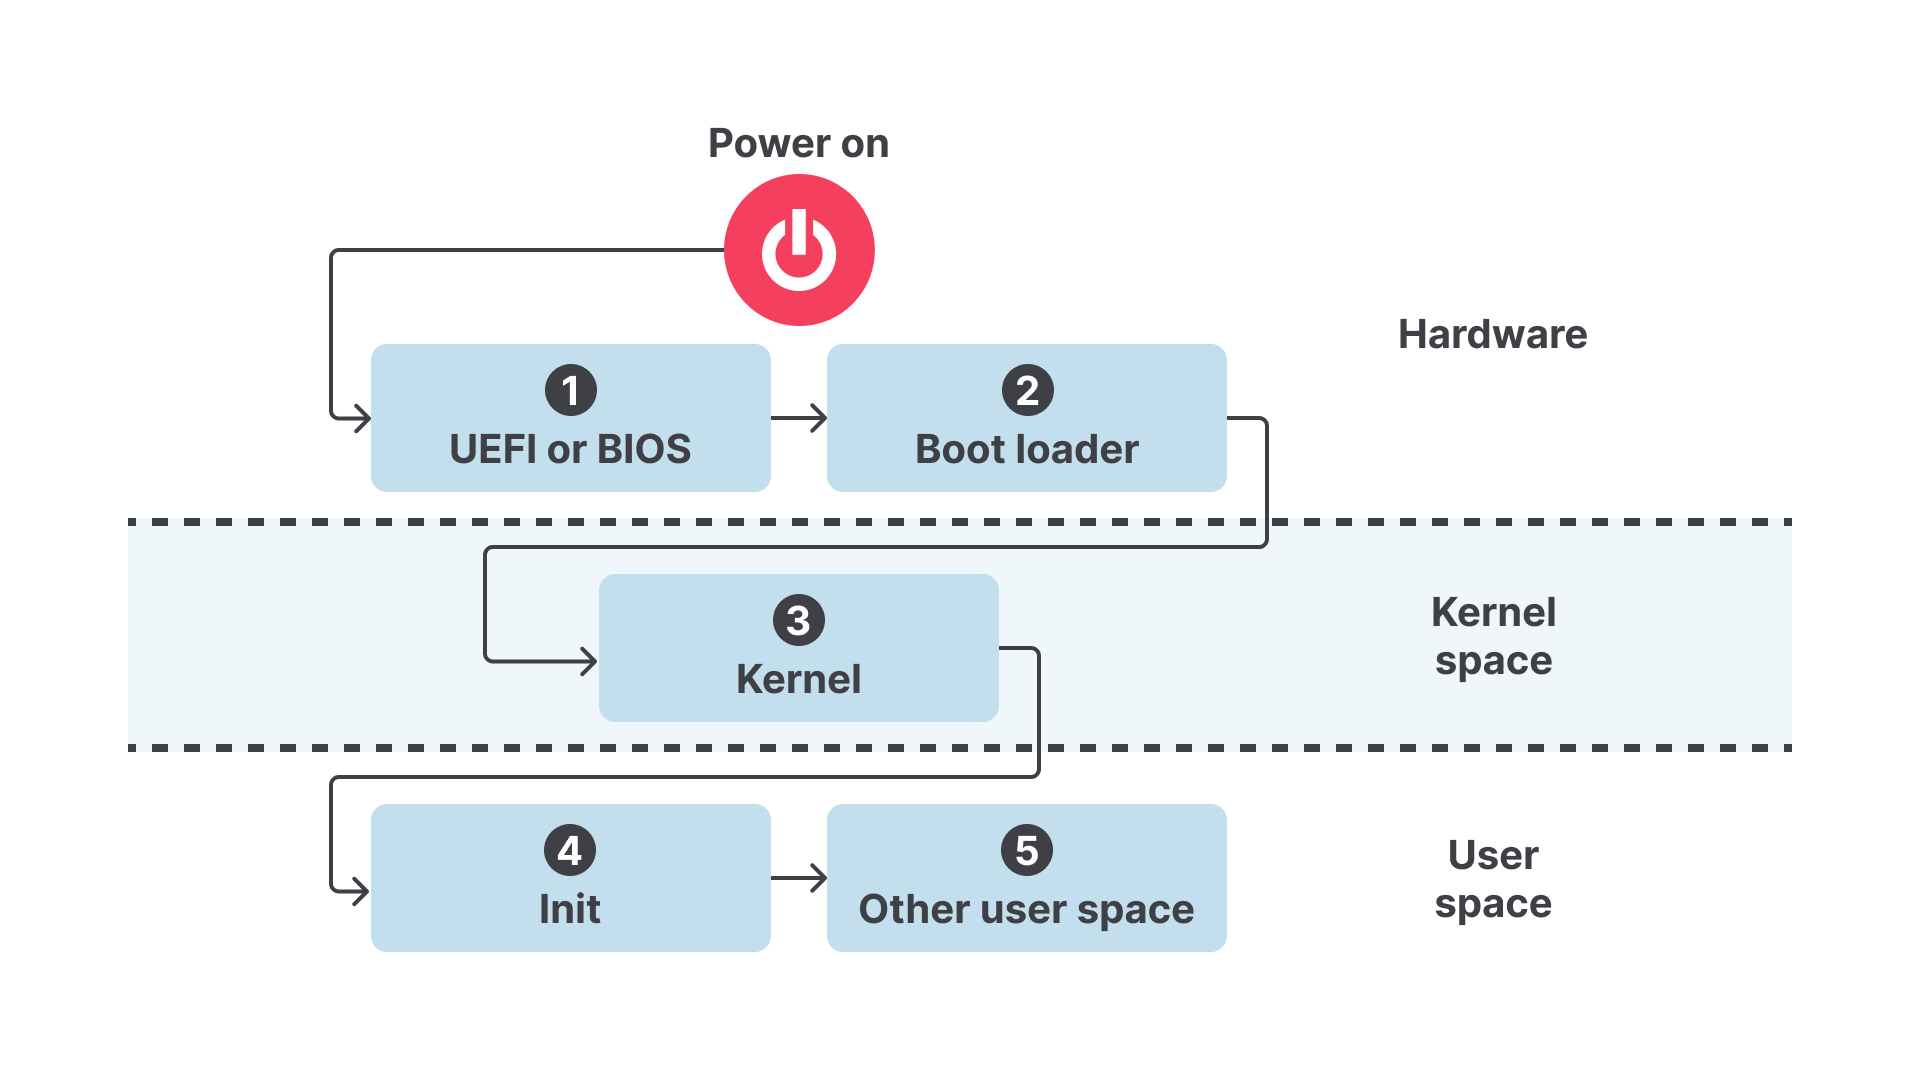 Power on
Hardware
1
UEFI or BIOS
2
Boot loader
3
Kernel
Kernel
space
4
Init
5
Other user space
User
space